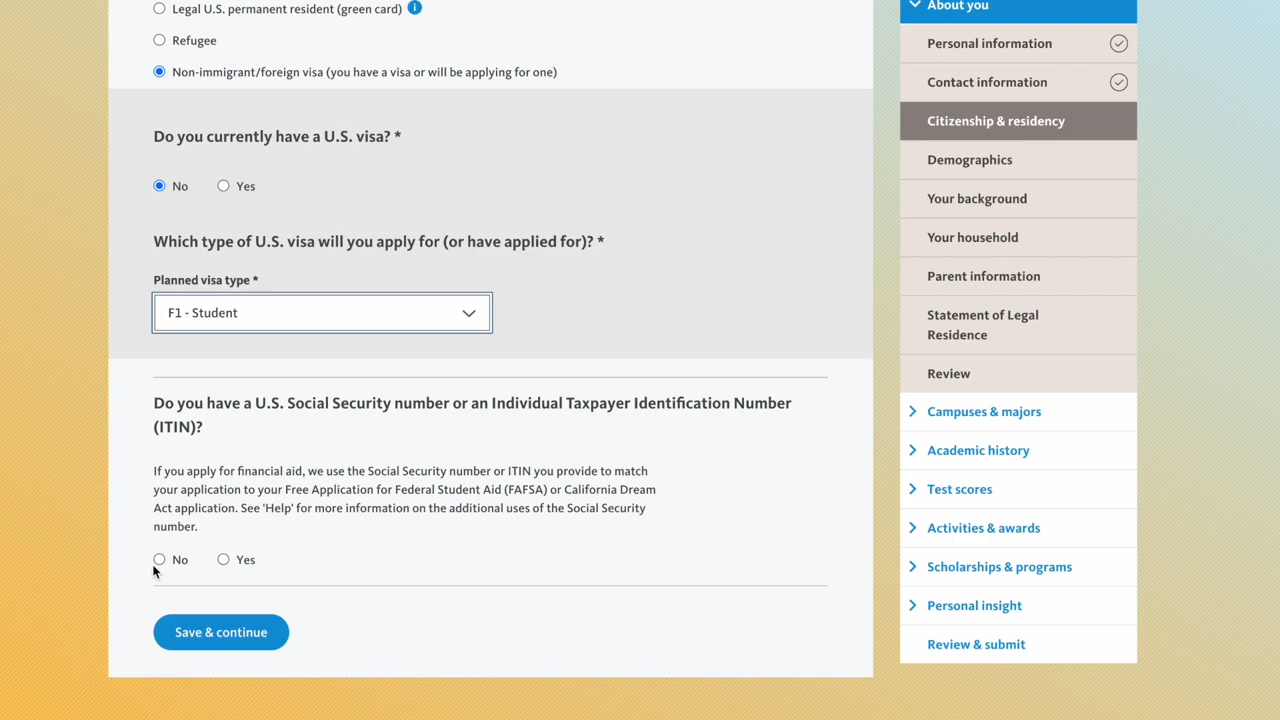 Legal U.S. permanent resident (green card)
Refugee
Non-immigrant/foreign visa (you have a visa or will be applying for one)
Do you currently have a U.S. visa? *
No Yes
Which type of U.S. visa will you apply for (or have applied for)? *
Planned visa type *
F1 - Student
Do you have a U.S. Social Security number or an Individual Taxpayer Identification Number
(ITIN)?
If you apply for financial aid, we use the Social Security number or ITIN you provide to match
your application to your Free Application for Federal Student Aid (FAFSA) or California Dream
Act application. See 'Help' for more information on the additional uses of the Social Security
number.
No Yes
Save & continue
About you
Personal information
Contact information
Citizenship & residency
Demographics
Your background
Your household
Parent information
Statement of Legal
Residence
Review
Campuses & majors
Academic history
Test scores
Activities & awards
Scholarships & programs
Personal insight
Review & submit